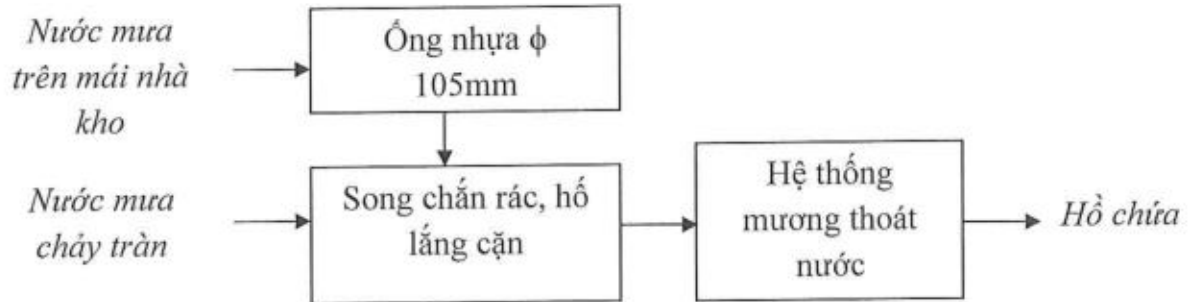 Nước mưa
trên mái nhà
kho
Ống nhựa ϕ
105mm
Nước mưa
chảy tràn
Song chắn rác, hố
lắng cặn
Hệ thống
mương thoát
nước
Hồ chứa